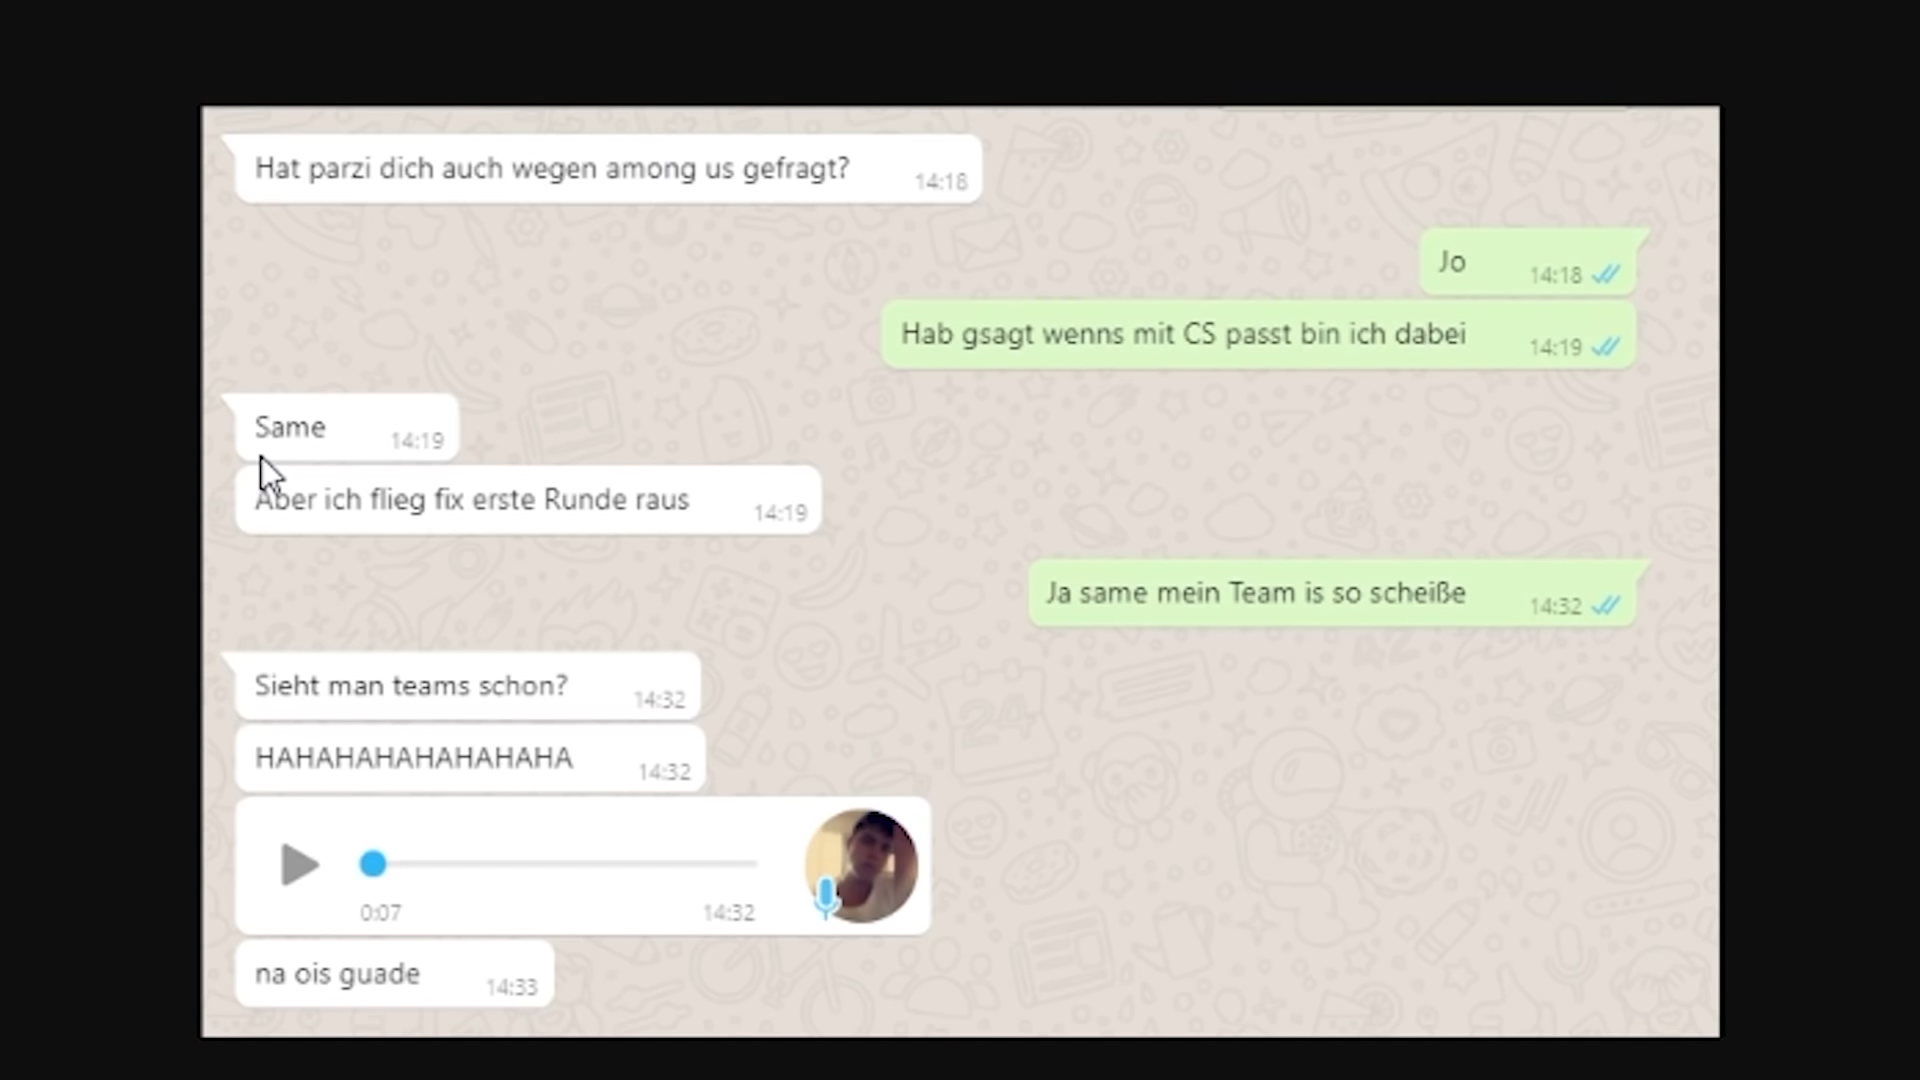 Hat parzi dich auch wegen among us gefragt? 14:18
Jo 14:18
Hab gsagt wenns mit CS passt bin ich dabei 14:19
Same 14:19
Aber ich flieg fix erste Runde raus 14:19
Ja same mein Team is so scheiße 14:32
Sieht man teams schon? 14:32
HAHAHAHAHAHAHAHA 14:32
0:07 14:32
na ois guade 14:33